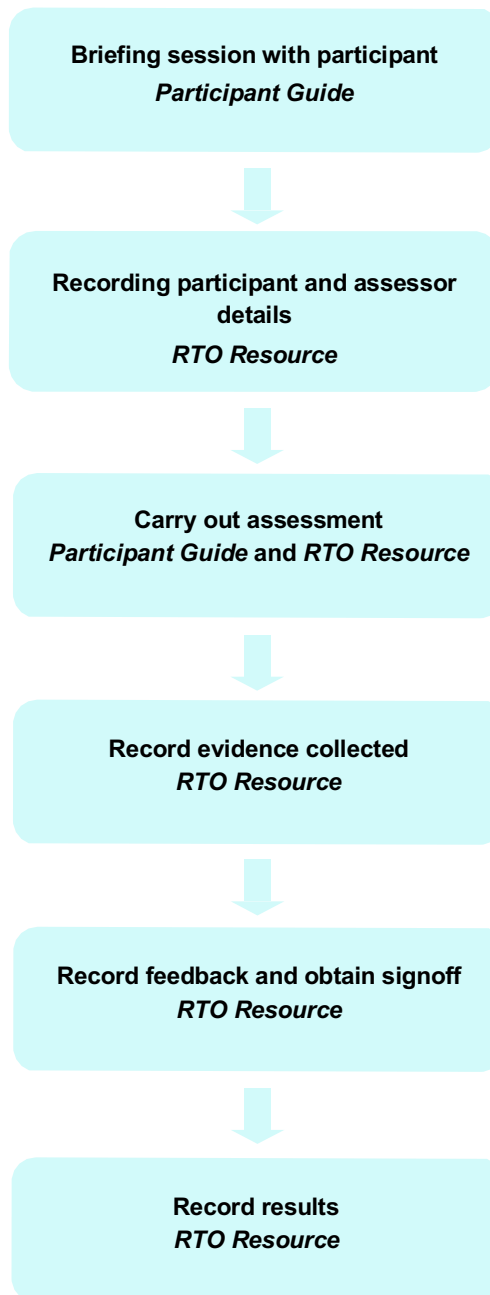 Briefing session with participant
Participant Guide
Recording participant and assessor
details
RTO Resource
Carry out assessment
Participant Guide and RTO Resource
Record evidence collected
RTO Resource
Record feedback and obtain signoff
RTO Resource
Record results
RTO Resource